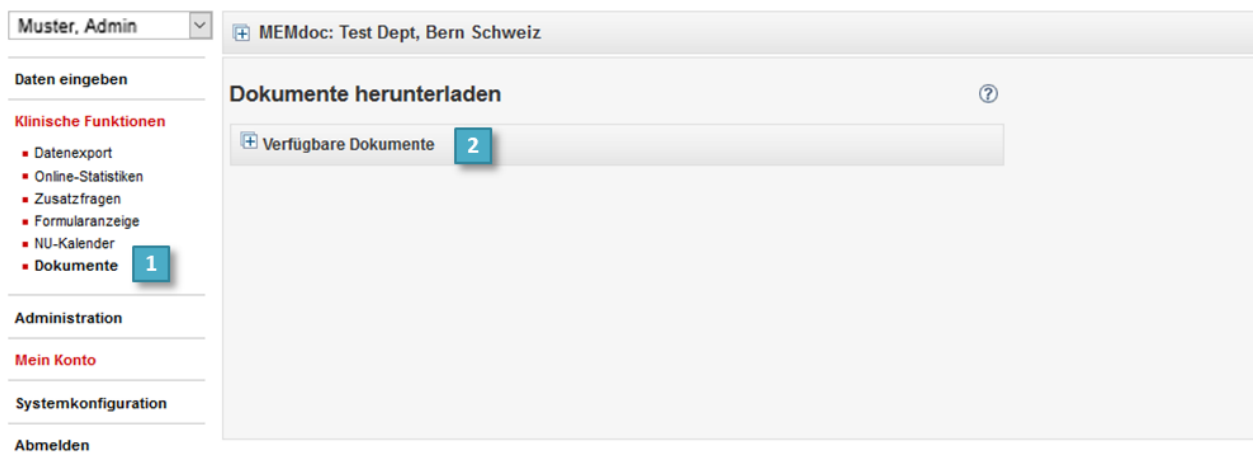 Muster, Admin
MEMdoc: Test Dept, Bern Schweiz
Daten eingeben
Klinische Funktionen
Datenexport
Online-Statistiken
Zusatzfragen
Formularanzeige
NU-Kalender
Dokumente 1
Administration
Mein Konto
Systemkonfiguration
Abmelden
Dokumente herunterladen ?
Verfügbare Dokumente 2